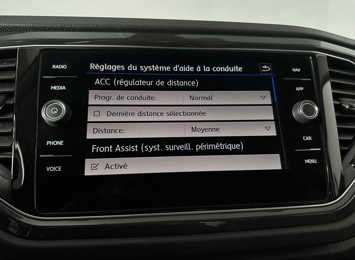 Réglages du système d'aide à la conduite
RADIO
NAV
ACC (régulateur de distance)
MEDIA
APP
Progr. de conduite: Normal
Dernière distance sélectionnée
Distance: Moyenne
PHONE
CAR
Front Assist (syst. surveill. périmétrique)
VOICE
MENU
Activé